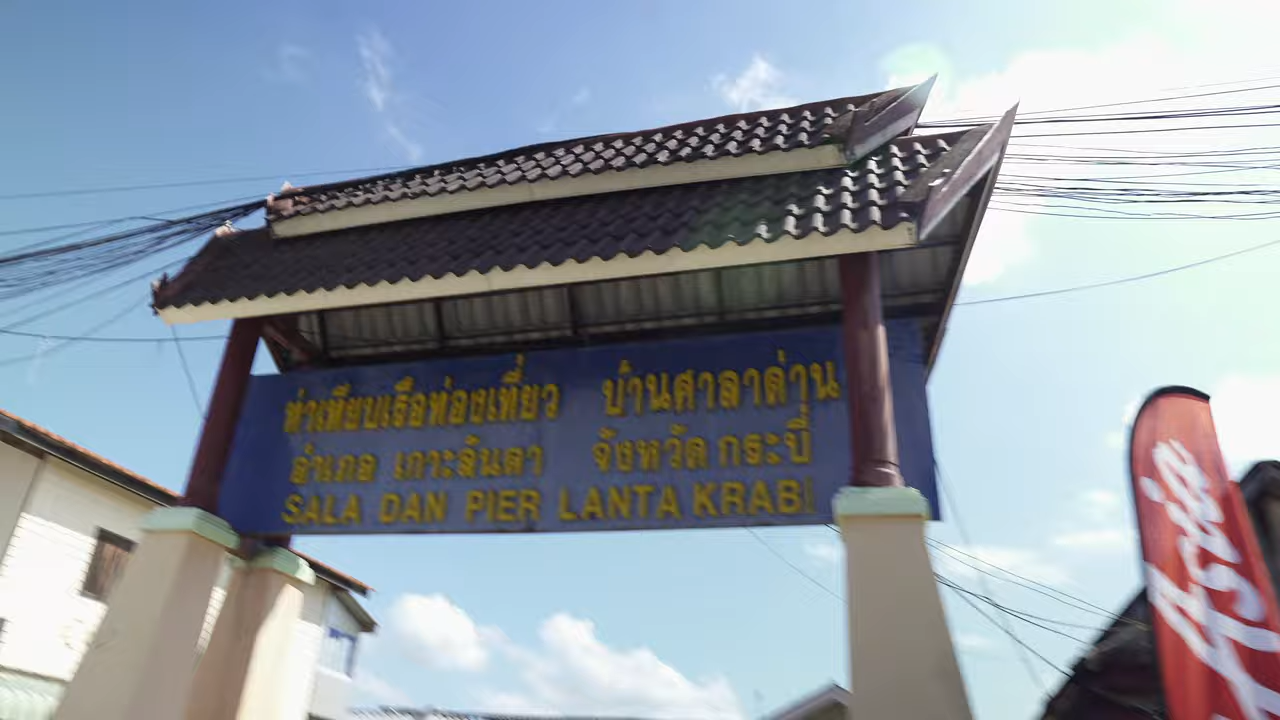 ท่าเทียบเรือท่องเที่ยว บ้านศาลาด่าน
อำเภอ เกาะลันตา จังหวัด กระบี่
SALA DAN PIER LANTA KRABI
Asia